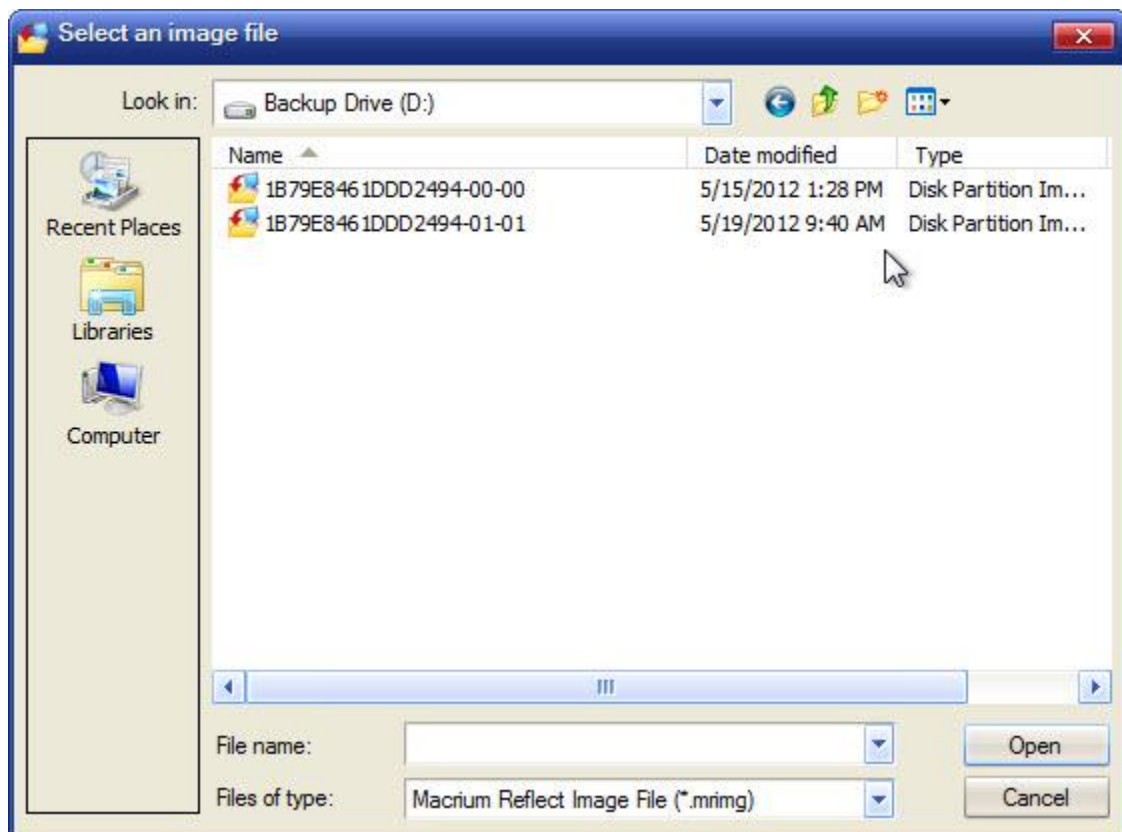 Select an image file
Look in: Backup Drive (D:)
Name Date modified Type
1B79E8461DDD2494-00-00 5/15/2012 1:28 PM Disk Partition Im...
1B79E8461DDD2494-01-01 5/19/2012 9:40 AM Disk Partition Im...
Recent Places
Libraries
Computer
File name: Open
Files of type: Macrium Reflect Image File (*.mrimg) Cancel